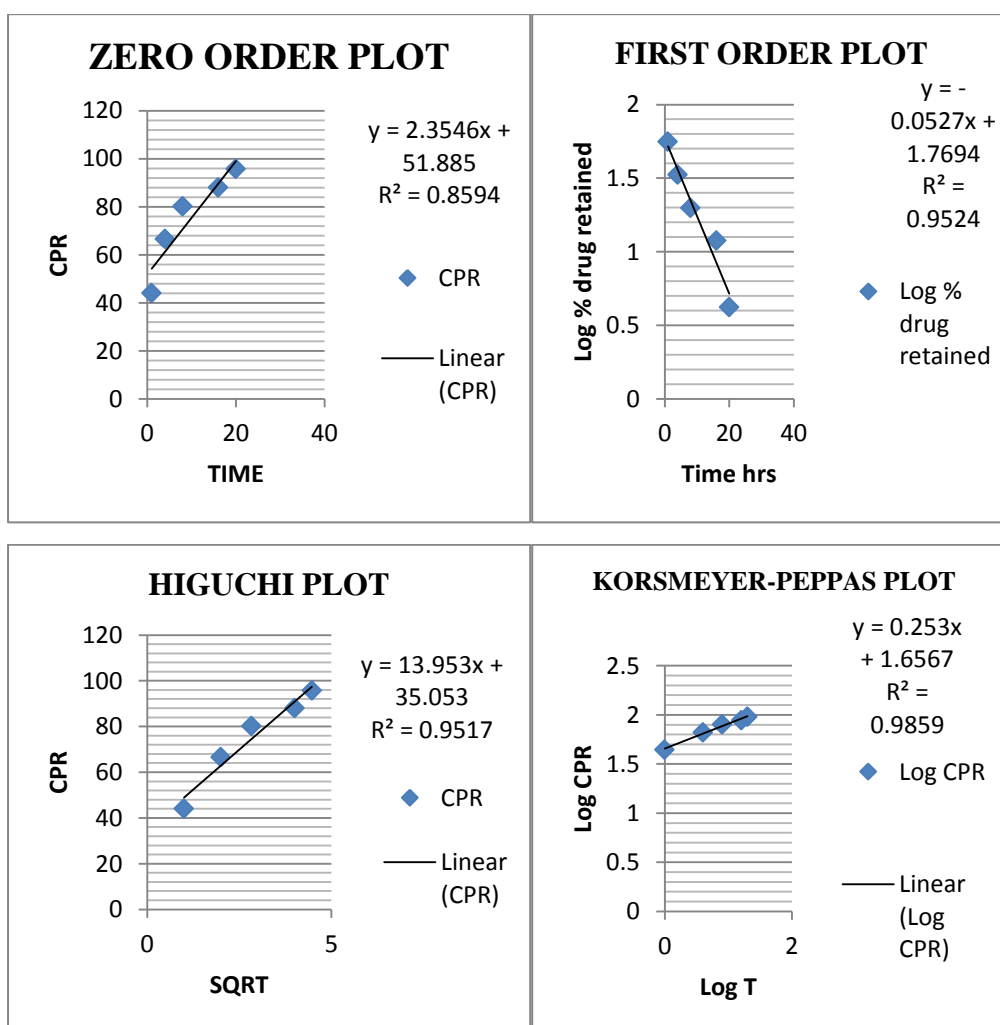 ZERO ORDER PLOT
120
100
80
60
40
20
0
CPR
0
20
40
TIME
y = 2.3546x +
51.885
R² = 0.8594
CPR
Linear
(CPR)
FIRST ORDER PLOT
2
1.5
1
0.5
0
Log % drug retained
0
20
40
Time hrs
y = -
0.0527x +
1.7694
R² =
0.9524
Log %
drug
retained
HIGUCHI PLOT
120
100
80
60
40
20
0
CPR
0
5
SQRT
y = 13.953x +
35.053
R² = 0.9517
CPR
Linear
(CPR)
KORSMEYER-PEPPAS PLOT
2.5
2
1.5
1
0.5
0
Log CPR
0
2
Log T
y = 0.253x
+ 1.6567
R² =
0.9859
Log CPR
Linear
(Log
CPR)